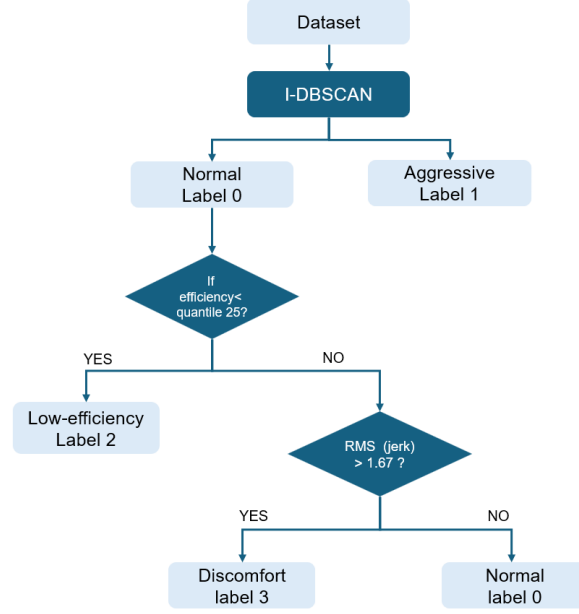 Dataset
I-DBSCAN
Normal
Label 0
Aggressive
Label 1
If
efficiency<
quantile 25?
YES
NO
Low-efficiency
Label 2
RMS (jerk)
> 1.67 ?
YES
NO
Discomfort
label 3
Normal
label 0